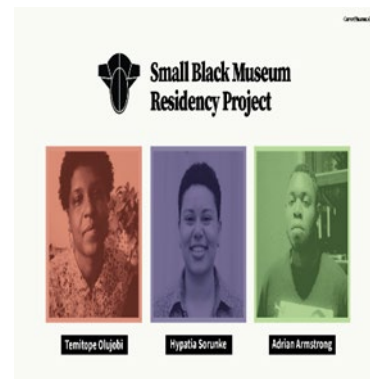 Small Black Museum
Residency Project
Temitope Olujobi
Hypatia Sorunke
Adrian Armstrong